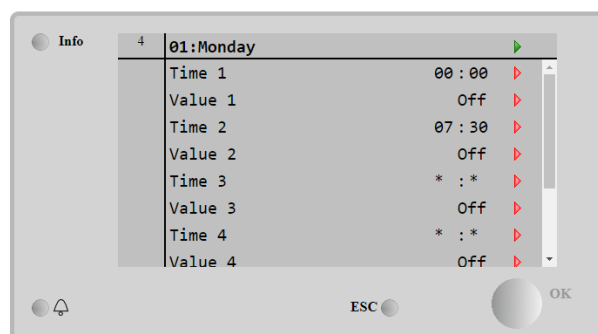 Info
4 01:Monday
Time 1 00:00
Value 1 Off
Time 2 07:30
Value 2 Off
Time 3 * :*
Value 3 Off
Time 4 * :*
Value 4 Off
ESC OK